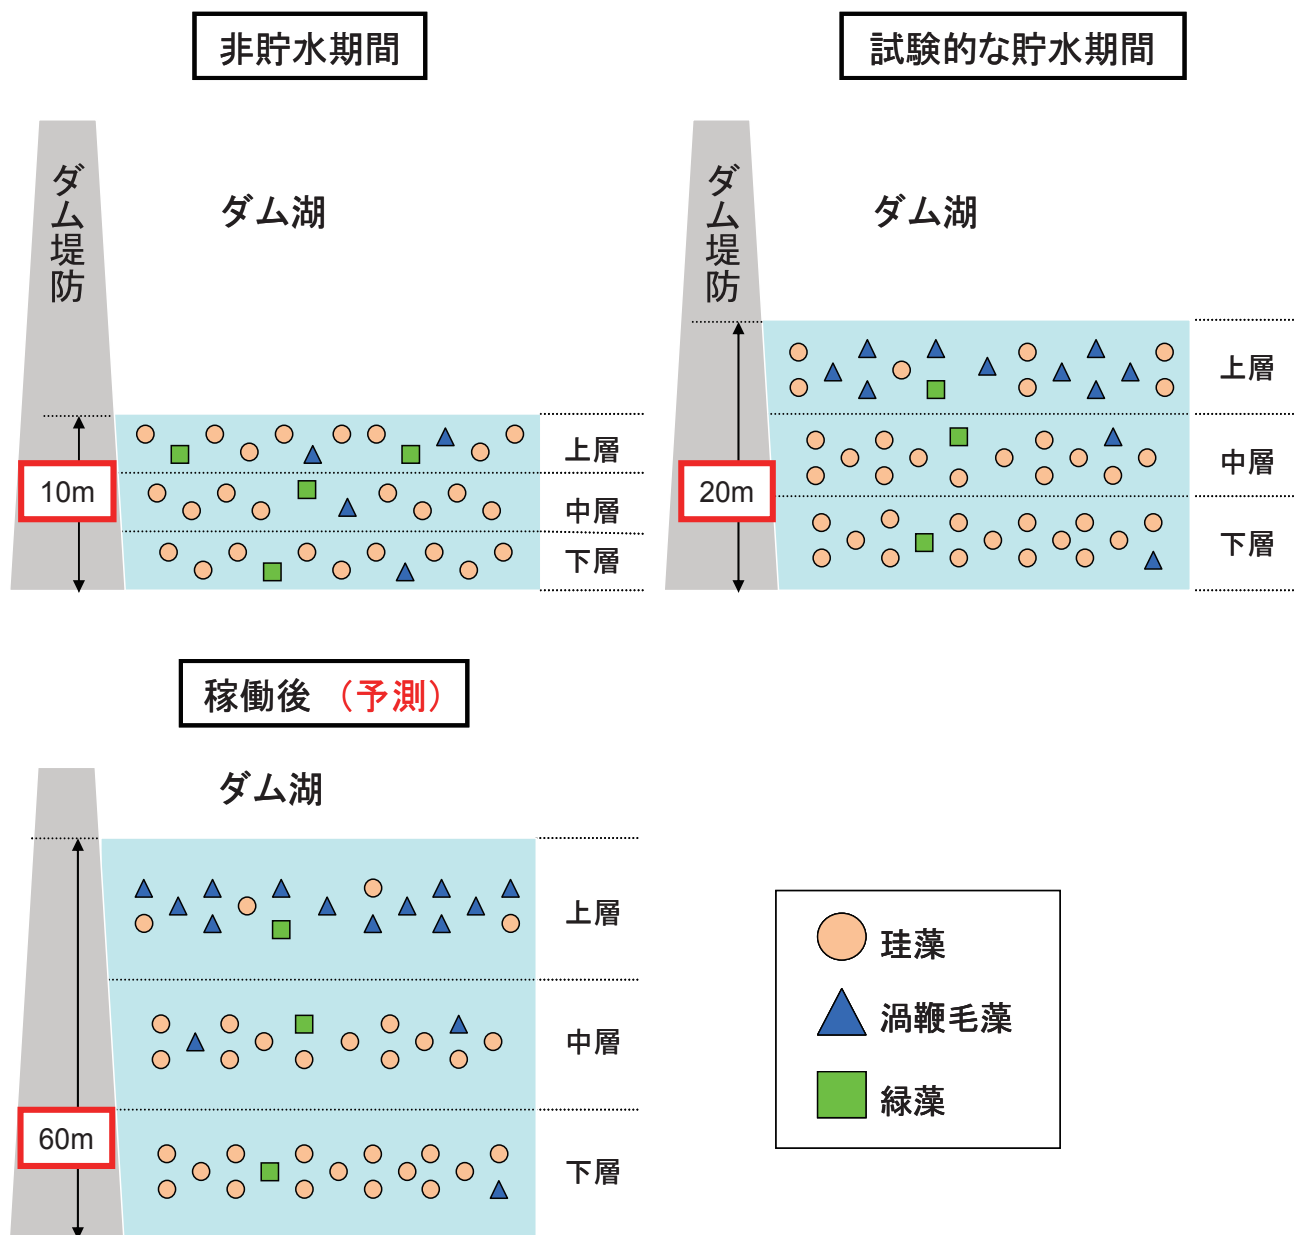 非貯水期間
ダム堤防
ダム湖
上層
10m
中層
下層
試験的な貯水期間
ダム堤防
ダム湖
上層
20m
中層
下層
稼働後 (予測)
ダム湖
上層
中層
60m
下層
珪藻
渦鞭毛藻
緑藻